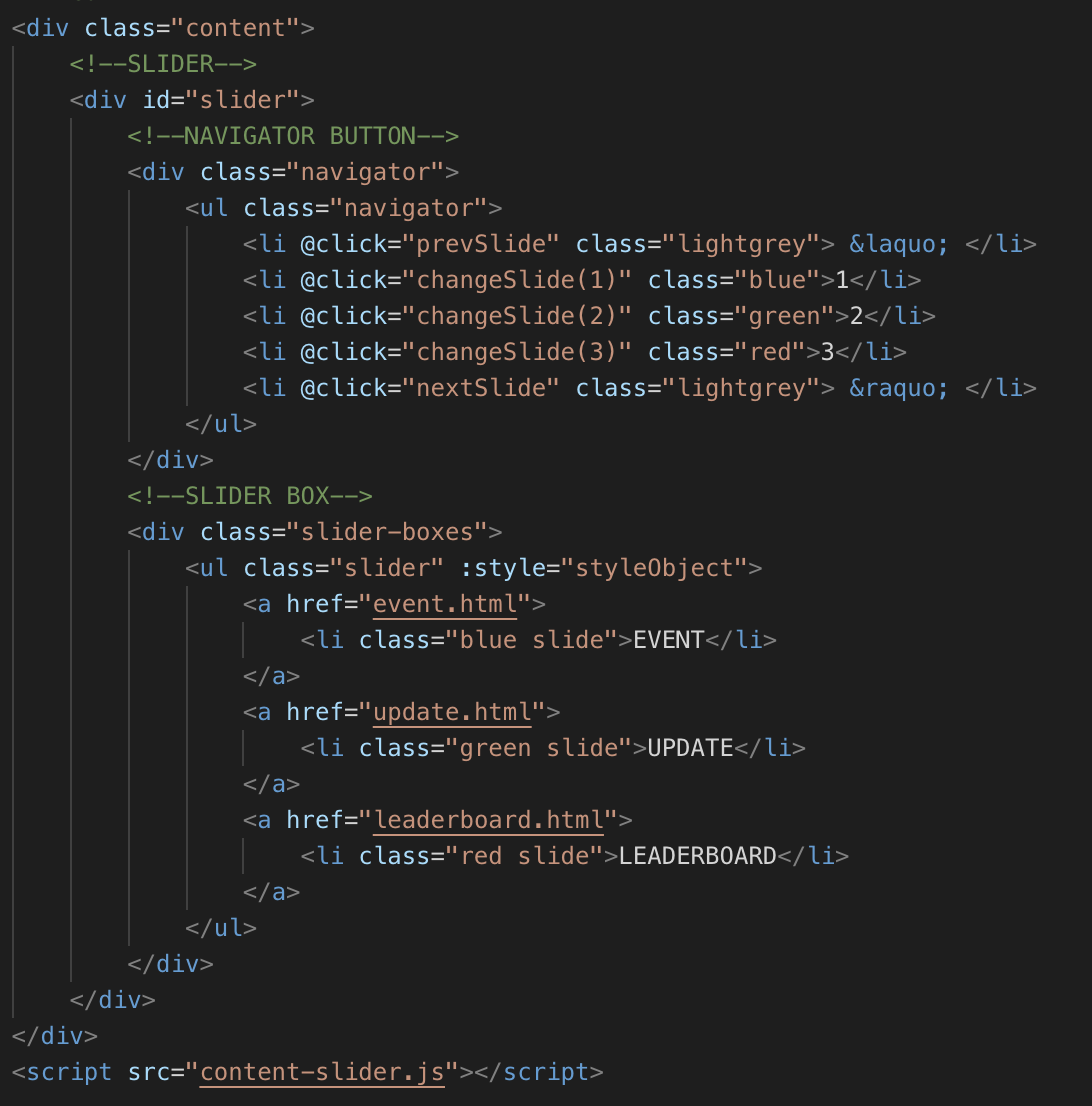 <div class="content">
    <!--SLIDER-->
    <div id="slider">
        <!--NAVIGATOR BUTTON-->
        <div class="navigator">
            <ul class="navigator">
                <li @click="prevSlide" class="lightgrey"> &laquo; </li>
                <li @click="changeSlide(1)" class="blue">1</li>
                <li @click="changeSlide(2)" class="green">2</li>
                <li @click="changeSlide(3)" class="red">3</li>
                <li @click="nextSlide" class="lightgrey"> &raquo; </li>
            </ul>
        </div>
        <!--SLIDER BOX-->
        <div class="slider-boxes">
            <ul class="slider" :style="styleObject">
                <a href="event.html">
                    <li class="blue slide">EVENT</li>
                </a>
                <a href="update.html">
                    <li class="green slide">UPDATE</li>
                </a>
                <a href="leaderboard.html">
                    <li class="red slide">LEADERBOARD</li>
                </a>
            </ul>
        </div>
    </div>
</div>
<script src="content-slider.js"></script>